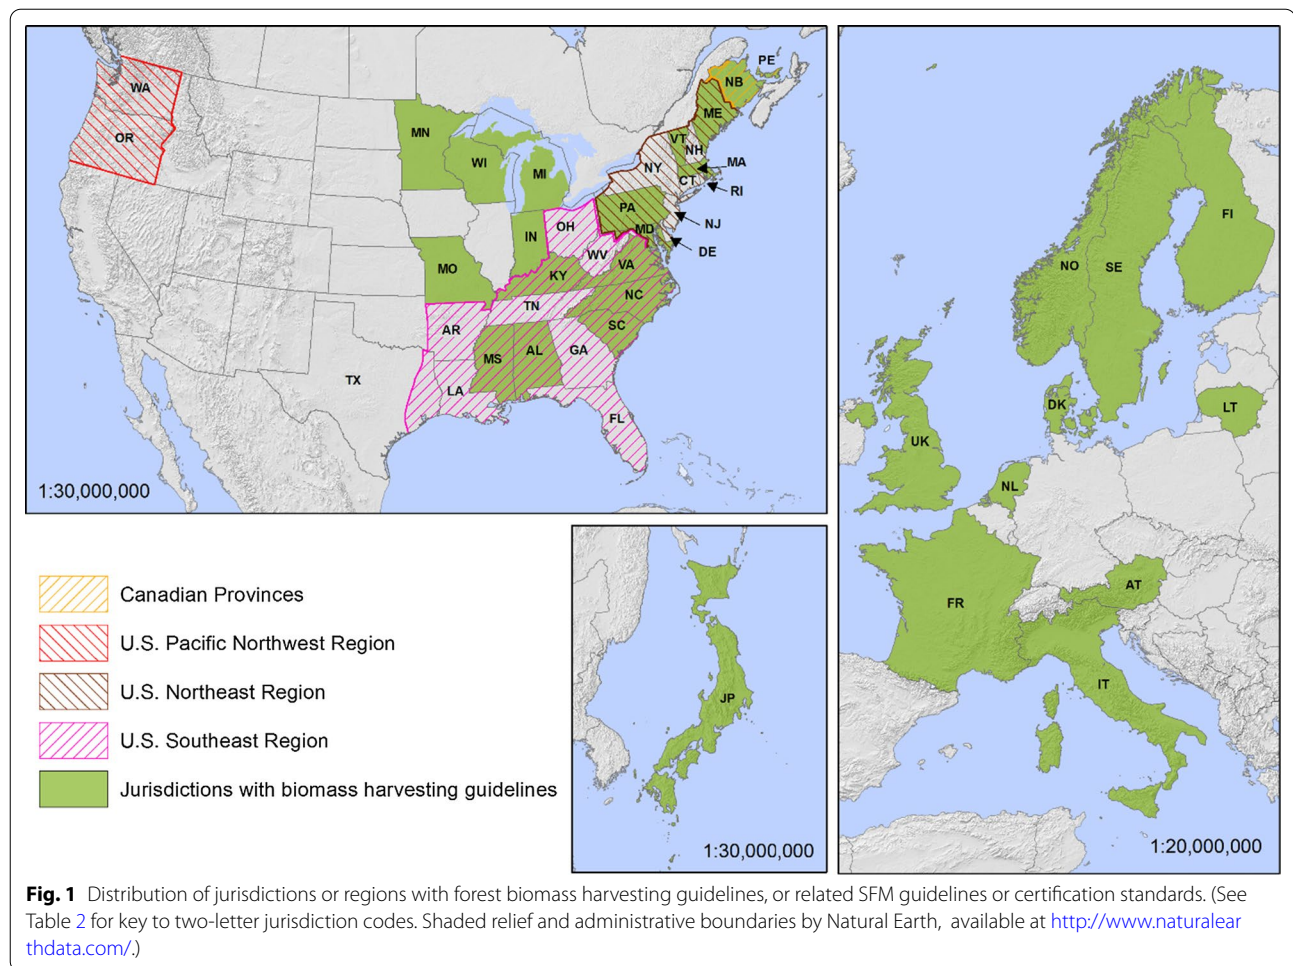 WA
OR
MN
WI
MI
IN
MO
OH
WV
KY
VA
TN
NC
SC
AR
MS
AL
GA
LA
FL
TX
PE
NB
ME
VT
NH
NY
MA
CT
RI
PA
NJ
MD
DE
1:30,000,000
FI
NO
SE
DK
LT
UK
NL
AT
FR
IT
1:20,000,000
JP
1:30,000,000
Canadian Provinces
U.S. Pacific Northwest Region
U.S. Northeast Region
U.S. Southeast Region
Jurisdictions with biomass harvesting guidelines
Fig. 1 Distribution of jurisdictions or regions with forest biomass harvesting guidelines, or related SFM guidelines or certification standards. (See
Table 2 for key to two-letter jurisdiction codes. Shaded relief and administrative boundaries by Natural Earth, available at http://www.naturalear
thdata.com/.)